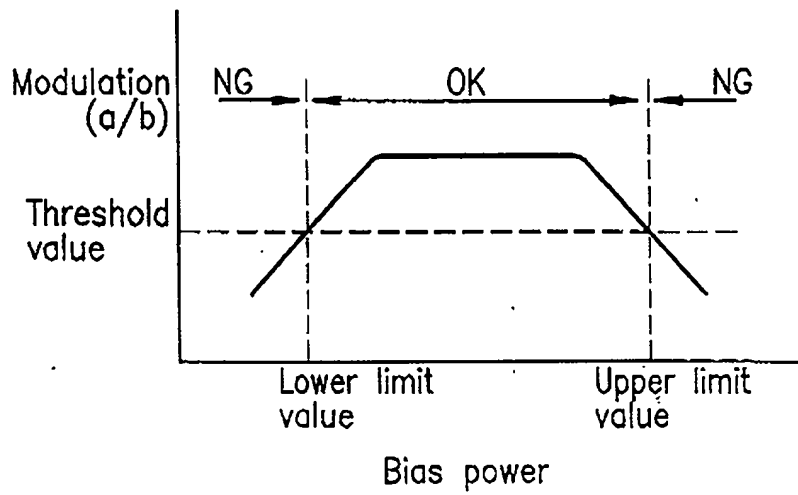 Modulation
(a/b)
NG
OK
NG
Threshold
value
Lower limit
value
Upper limit
value
Bias power